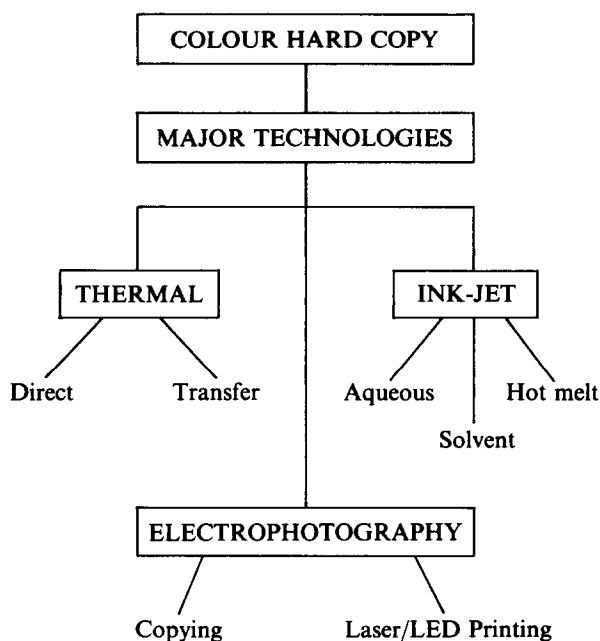 COLOUR HARD COPY
MAJOR TECHNOLOGIES
THERMAL
INK-JET
Direct
Transfer
Aqueous
Hot melt
Solvent
ELECTROPHOTOGRAPHY
Copying
Laser/LED Printing